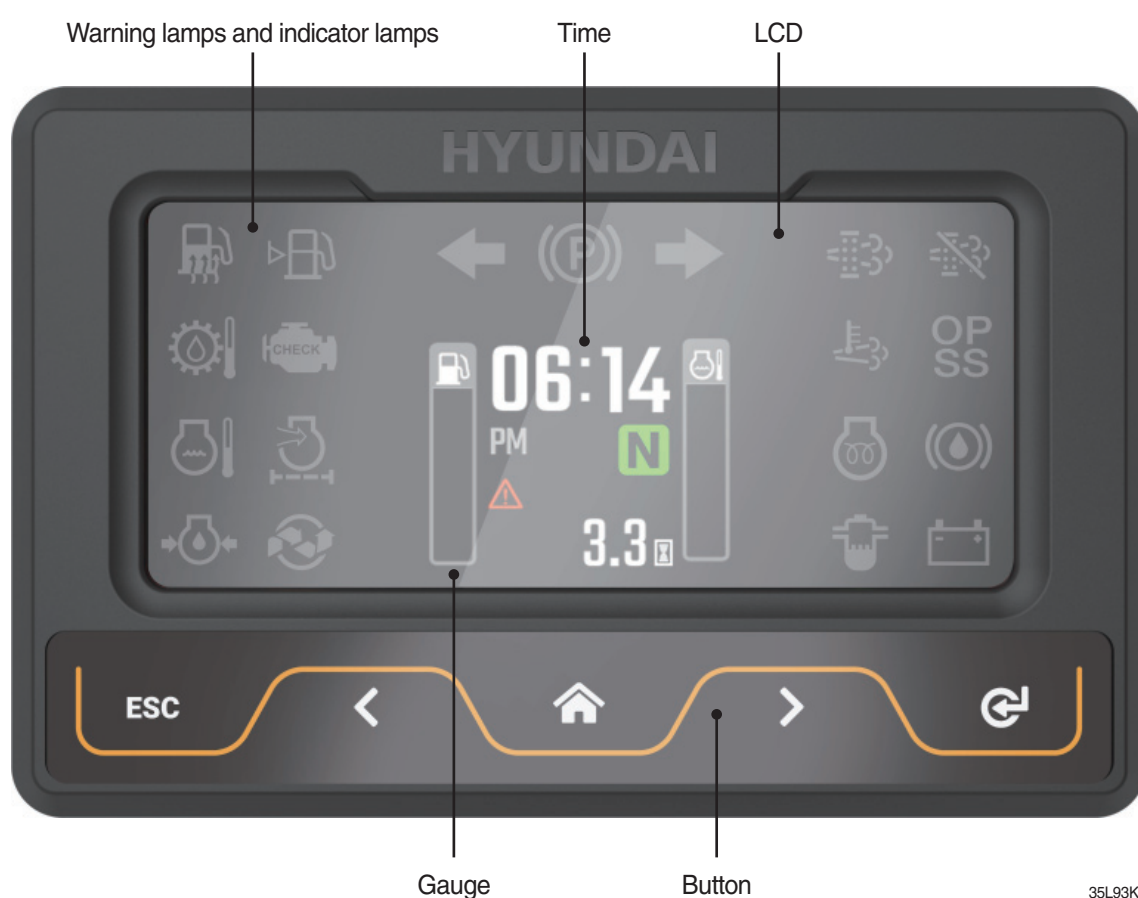 Warning lamps and indicator lamps
Time
LCD
HYUNDAI
P
CHECK
OP
SS
06:14
PM
N
3.3
ESC
Gauge
Button
35L93K